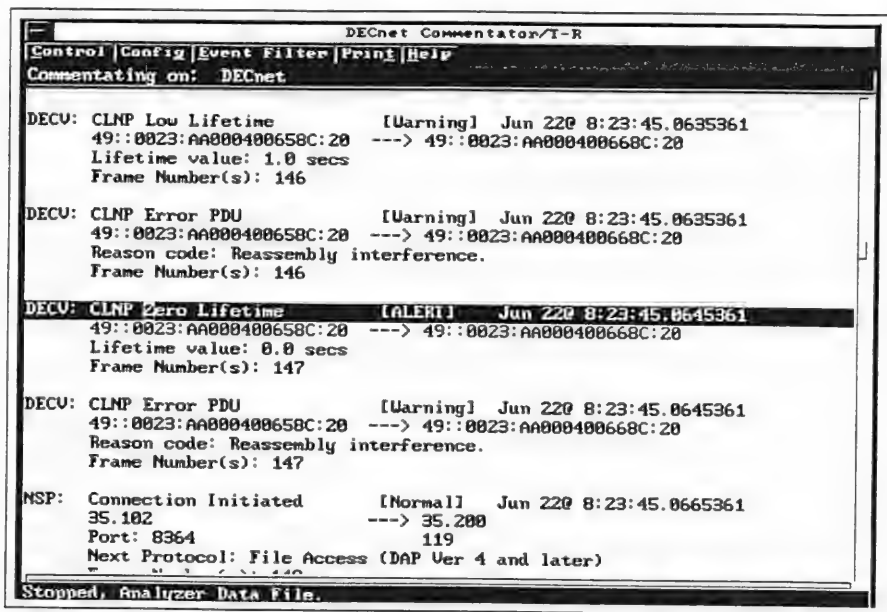 DECnet Commentator/T-R
Control Config Event Filter Print Help
Commentating on: DECnet
DECV: CLNP Low Lifetime [Warning] Jun 22@ 8:23:45.0635361
49::0023:AA000400658C:20 ---> 49::0023:AA000400668C:20
Lifetime value: 1.0 secs
Frame Number(s): 146
DECV: CLNP Error PDU [Warning] Jun 22@ 8:23:45.0635361
49::0023:AA000400658C:20 ---> 49::0023:AA000400668C:20
Reason code: Reassembly interference.
Frame Number(s): 146
DECV: CLNP Zero Lifetime [ALERT] Jun 22@ 8:23:45.0645361
49::0023:AA000400658C:20 ---> 49::0023:AA000400668C:20
Lifetime value: 0.0 secs
Frame Number(s): 147
DECV: CLNP Error PDU [Warning] Jun 22@ 8:23:45.0645361
49::0023:AA000400658C:20 ---> 49::0023:AA000400668C:20
Reason code: Reassembly interference.
Frame Number(s): 147
NSP: Connection Initiated [Normal] Jun 22@ 8:23:45.0665361
35.102 ---> 35.200
Port: 8364 119
Next Protocol: File Access (DAP Ver 4 and later)
Stopped, Analyzer Data File.